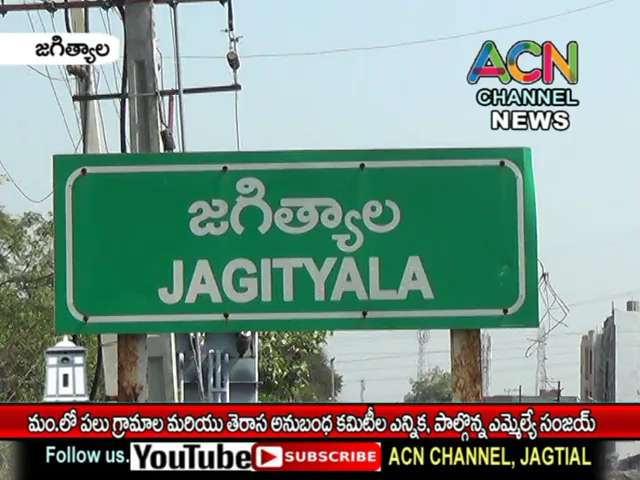 జగిత్యాల
ACN
CHANNEL
NEWS
జగిత్యాల
JAGITYALA
మం.లో పలు గ్రామాల మరియు తెరాస అనుబంధ కమిటీల ఎన్నిక, పాల్గొన్న ఎమ్మెల్యే సంజయ్
Follow us. YouTube SUBSCRIBE ACN CHANNEL, JAGTIAL